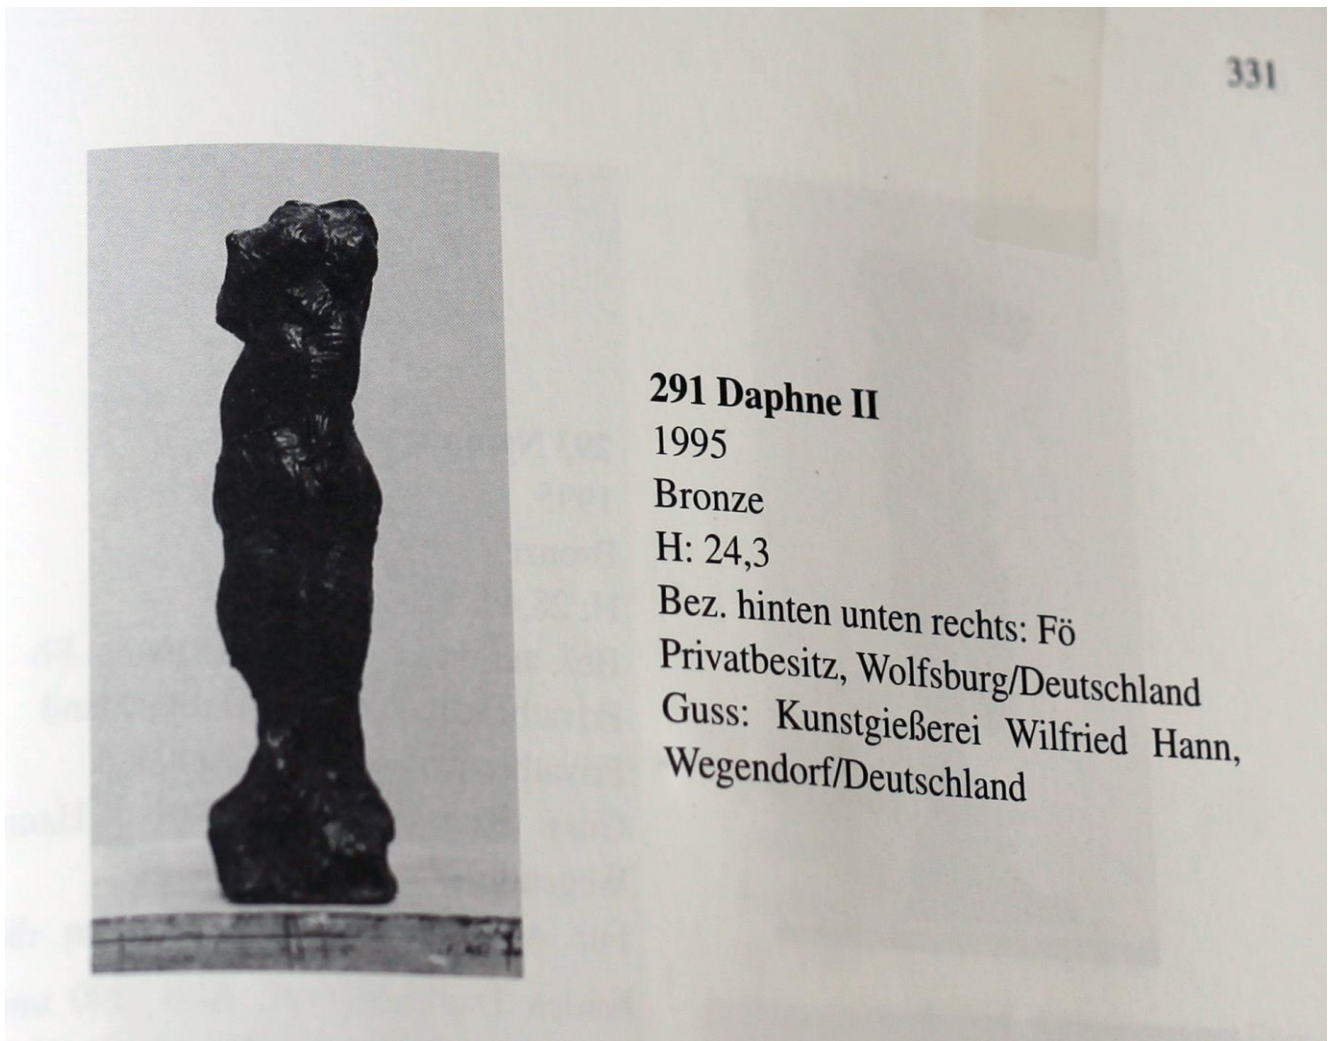 331
291 Daphne II
1995
Bronze
H: 24,3
Bez. hinten unten rechts: Fö
Privatbesitz, Wolfsburg/Deutschland
Guss: Kunstgießerei Wilfried Hann,
Wegendorf/Deutschland